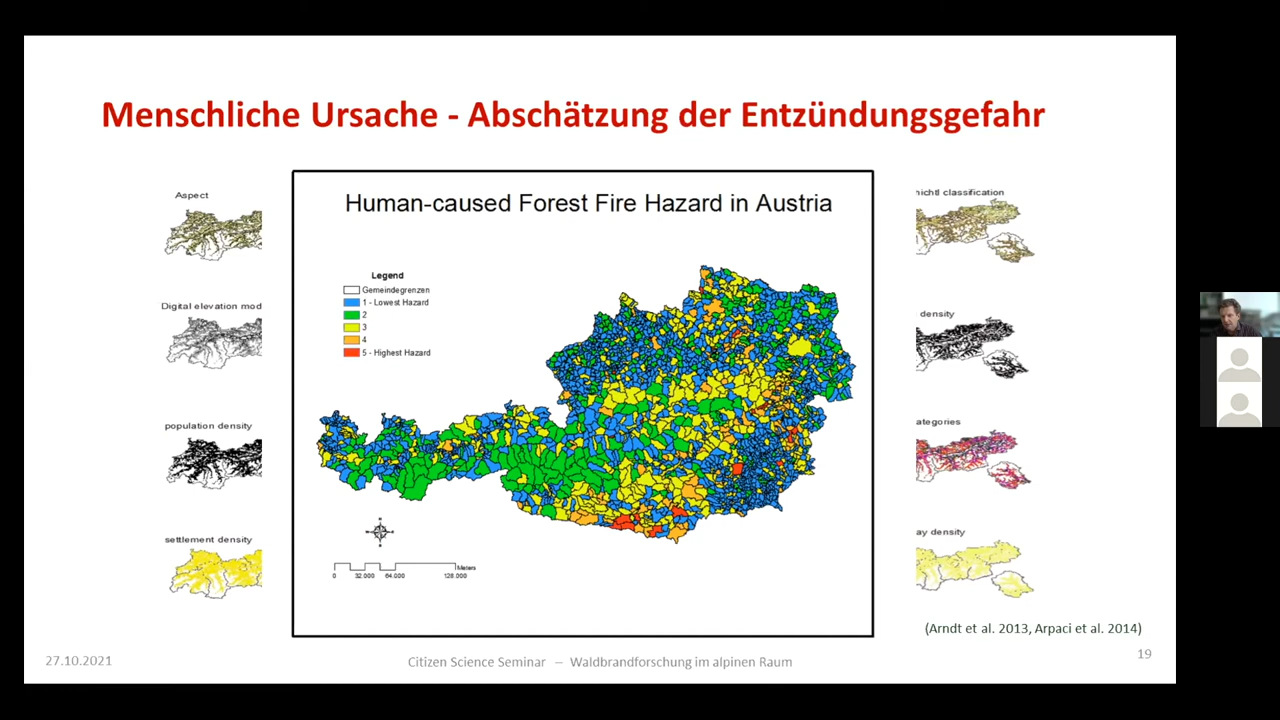 Menschliche Ursache - Abschätzung der Entzündungsgefahr
Aspect
Digital elevation mod
population density
settlement density
Human-caused Forest Fire Hazard in Austria
Legend
Gemeindegrenzen
1 - Lowest Hazard
2
3
4
5 - Highest Hazard
Meters
0 32.000 64.000 128.000
nichtl classification
density
ategories
ay density
(Arndt et al. 2013, Arpaci et al. 2014)
27.10.2021
Citizen Science Seminar – Waldbrandforschung im alpinen Raum
19